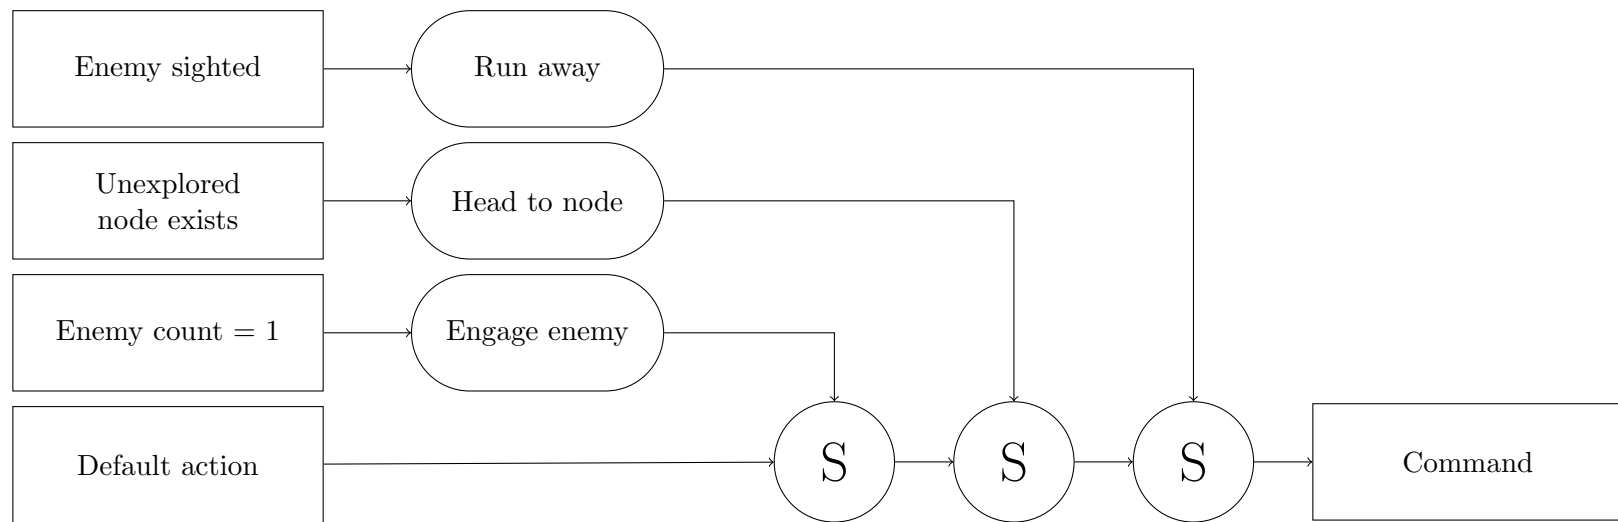 Enemy sighted
Run away
Unexplored
node exists
Head to node
Enemy count = 1
Engage enemy
Default action
S
S
S
Command